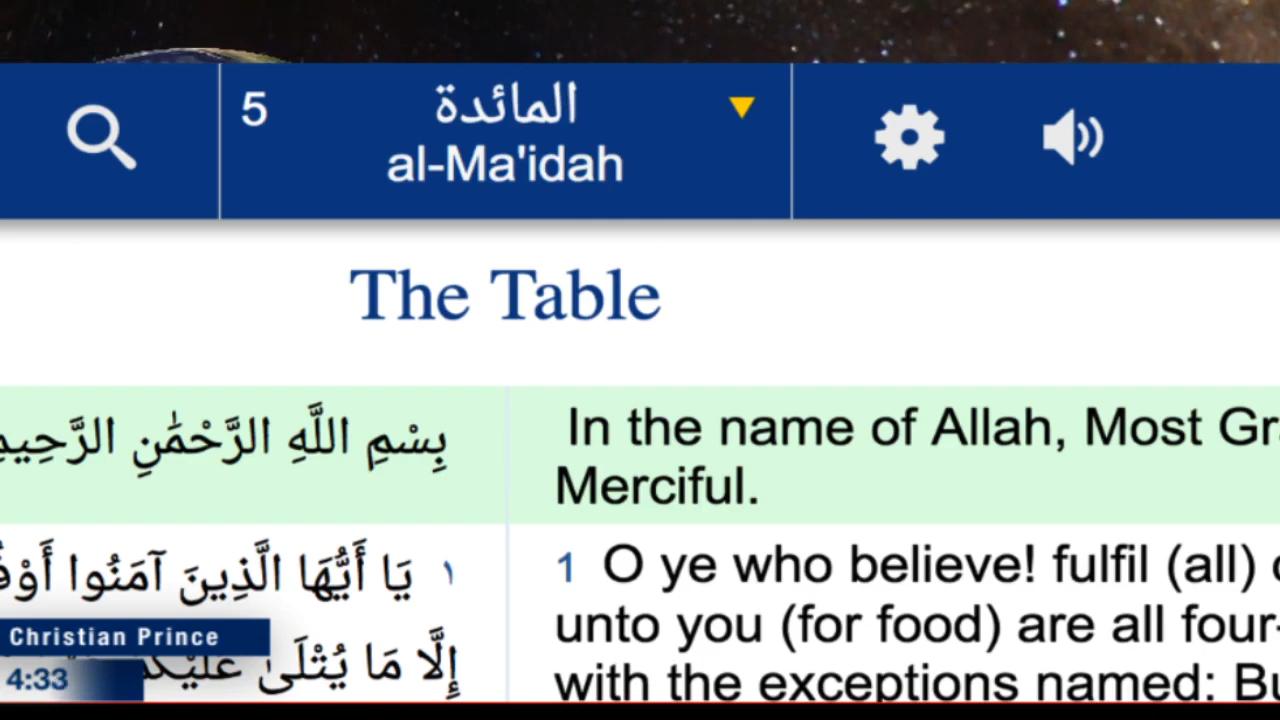 5
المائدة
al-Ma'idah
The Table
بِسْمِ اللَّهِ الرَّحْمَٰنِ
In the name of Allah, Most
Merciful.
١ يَا أَيُّهَا الَّذِينَ آمَنُوا
1 O ye who believe! fulfil (all)
unto you (for food) are all four-
with the exceptions named:
إِلَّا مَا يُتْلَىٰ
Christian Prince
4:33